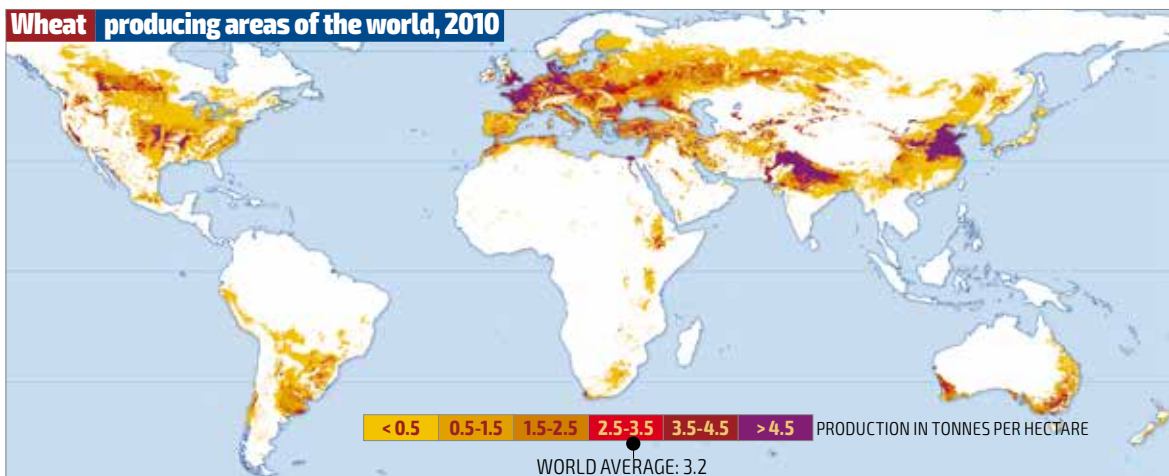 Wheat producing areas of the world, 2010
< 0.5 0.5-1.5 1.5-2.5 2.5-3.5 3.5-4.5 > 4.5 PRODUCTION IN TONNES PER HECTARE
WORLD AVERAGE: 3.2